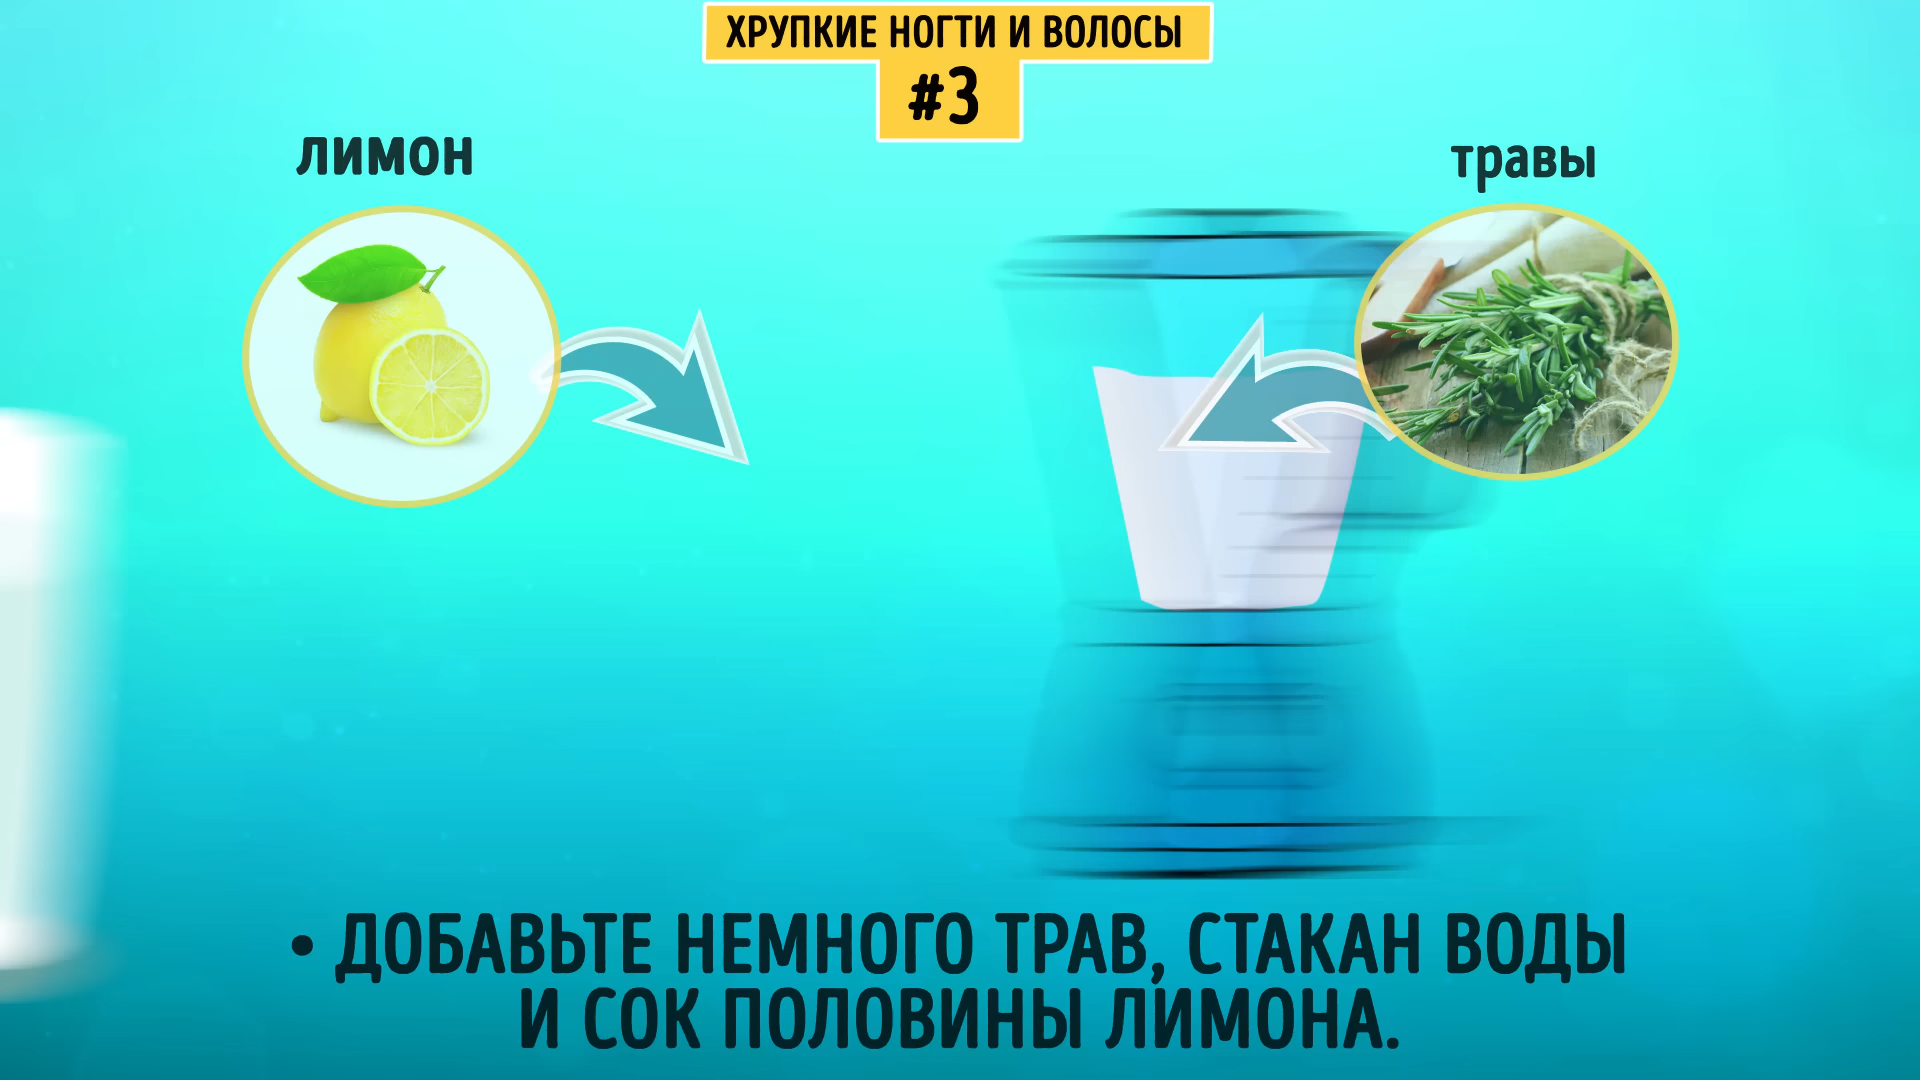 ХРУПКИЕ НОГТИ И ВОЛОСЫ
#3
лимон
травы
• ДОБАВЬТЕ НЕМНОГО ТРАВ, СТАКАН ВОДЫ
И СОК ПОЛОВИНЫ ЛИМОНА.